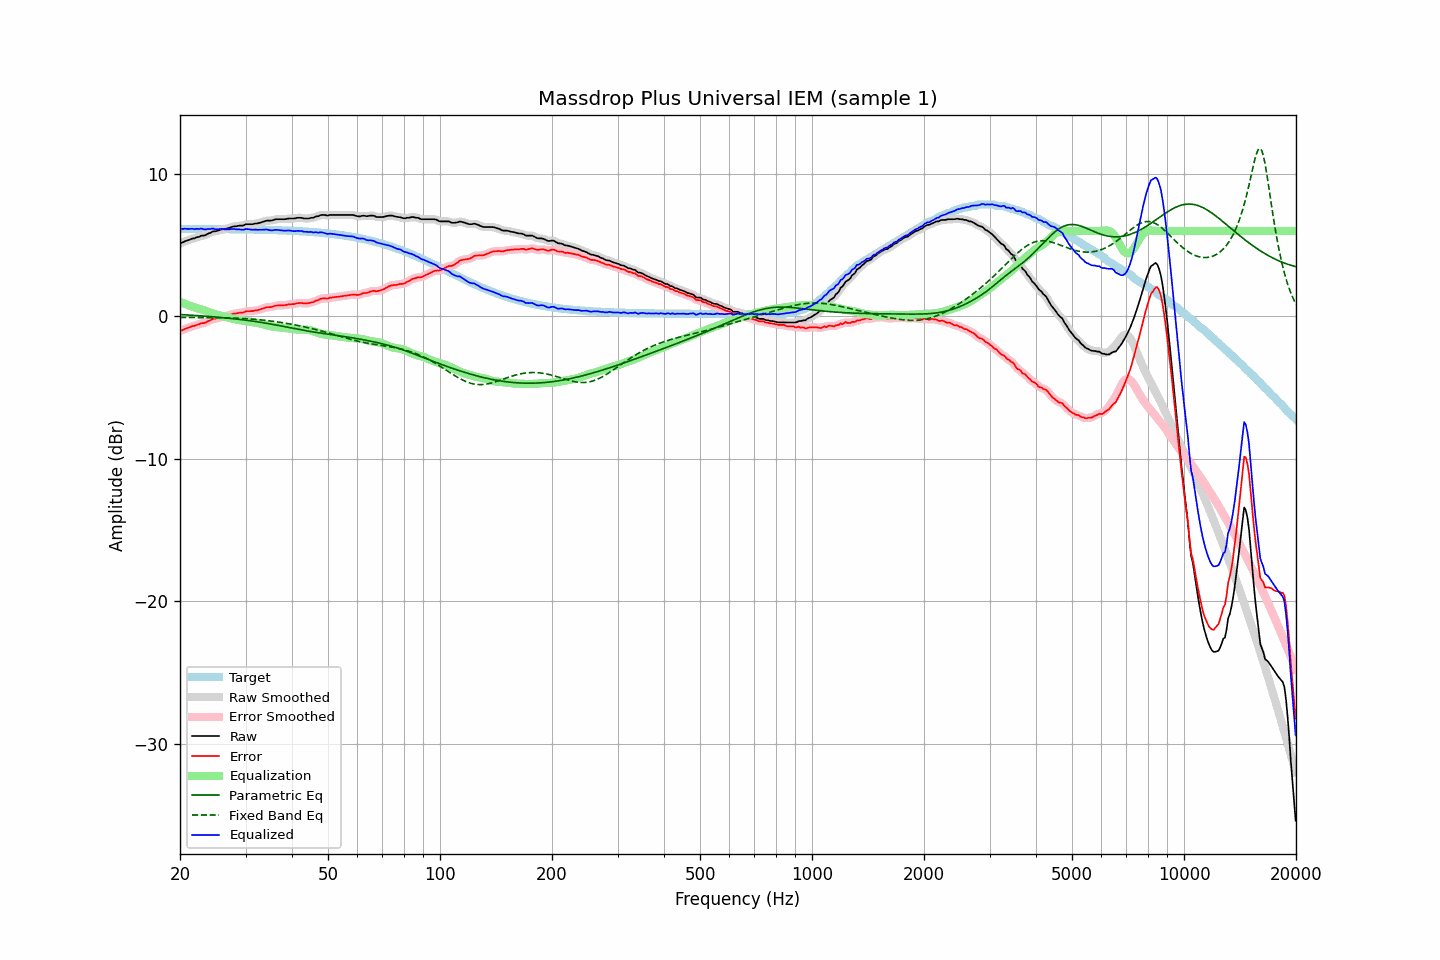 Massdrop Plus Universal IEM (sample 1)
Amplitude (dBr)
10
0
−10
−20
−30
Target
Raw Smoothed
Error Smoothed
Raw
Error
Equalization
Parametric Eq
Fixed Band Eq
Equalized
20 50 100 200 500 1000 2000 5000 10000 20000
Frequency (Hz)